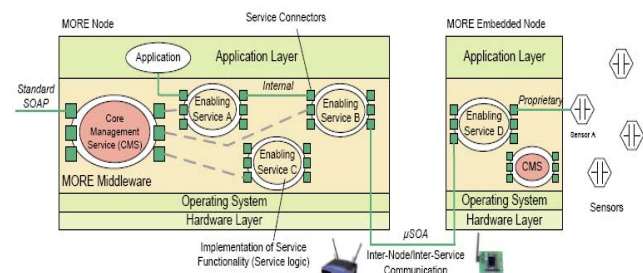 MORE Node
Service Connectors
MORE Embedded Node
Application Layer
Application
Standard
SOAP
Internal
Enabling
Service A
Enabling
Service B
Core
Management
Service (CMS)
Enabling
Service C
MORE Middleware
Operating System
Hardware Layer
Application Layer
Proprietary
Enabling
Service D
Sensor A
CMS
Operating System
Hardware Layer
Sensors
Implementation of Service
Functionality (Service logic)
µSOA
Inter-Node/Inter-Service
Communication